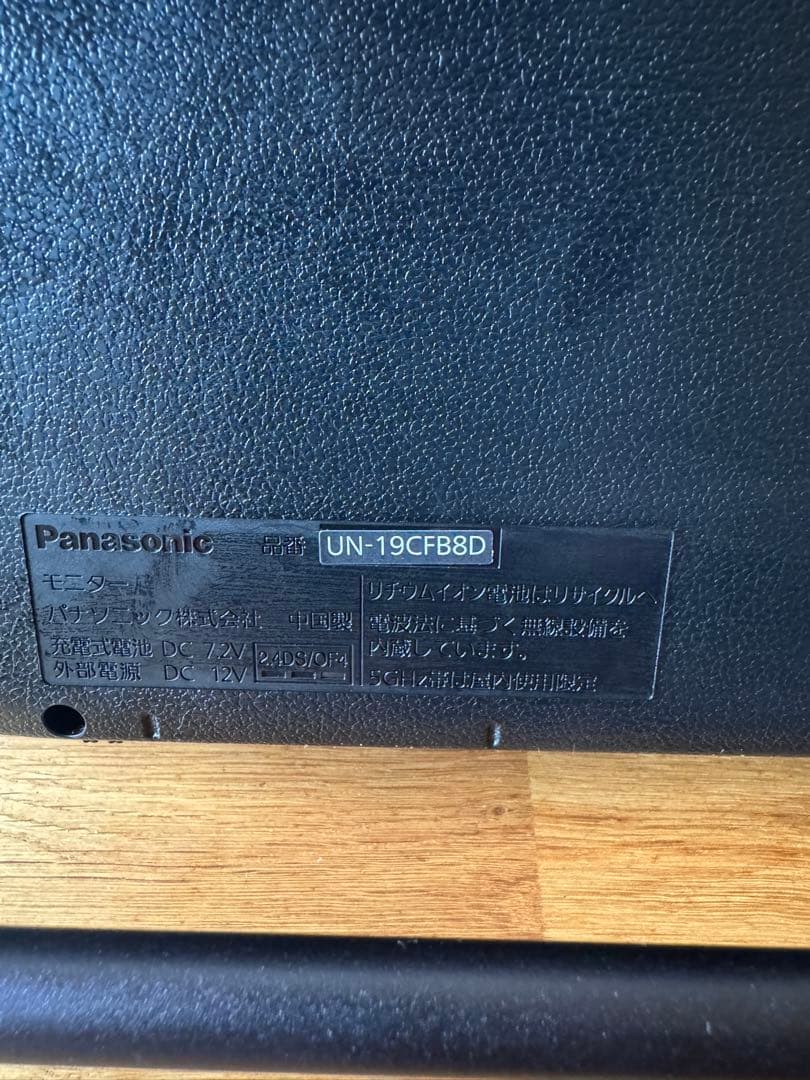 Panasonic 品番 UN-19CFB8D
モニター
パナソニック株式会社 中国製
充電式電池 DC 7.2V
外部電源 DC 12V
2.4DS/OF4
リチウムイオン電池はリサイクルへ
電波法に基づく無線設備を
内蔵しています。
5GHz帯は屋内使用限定